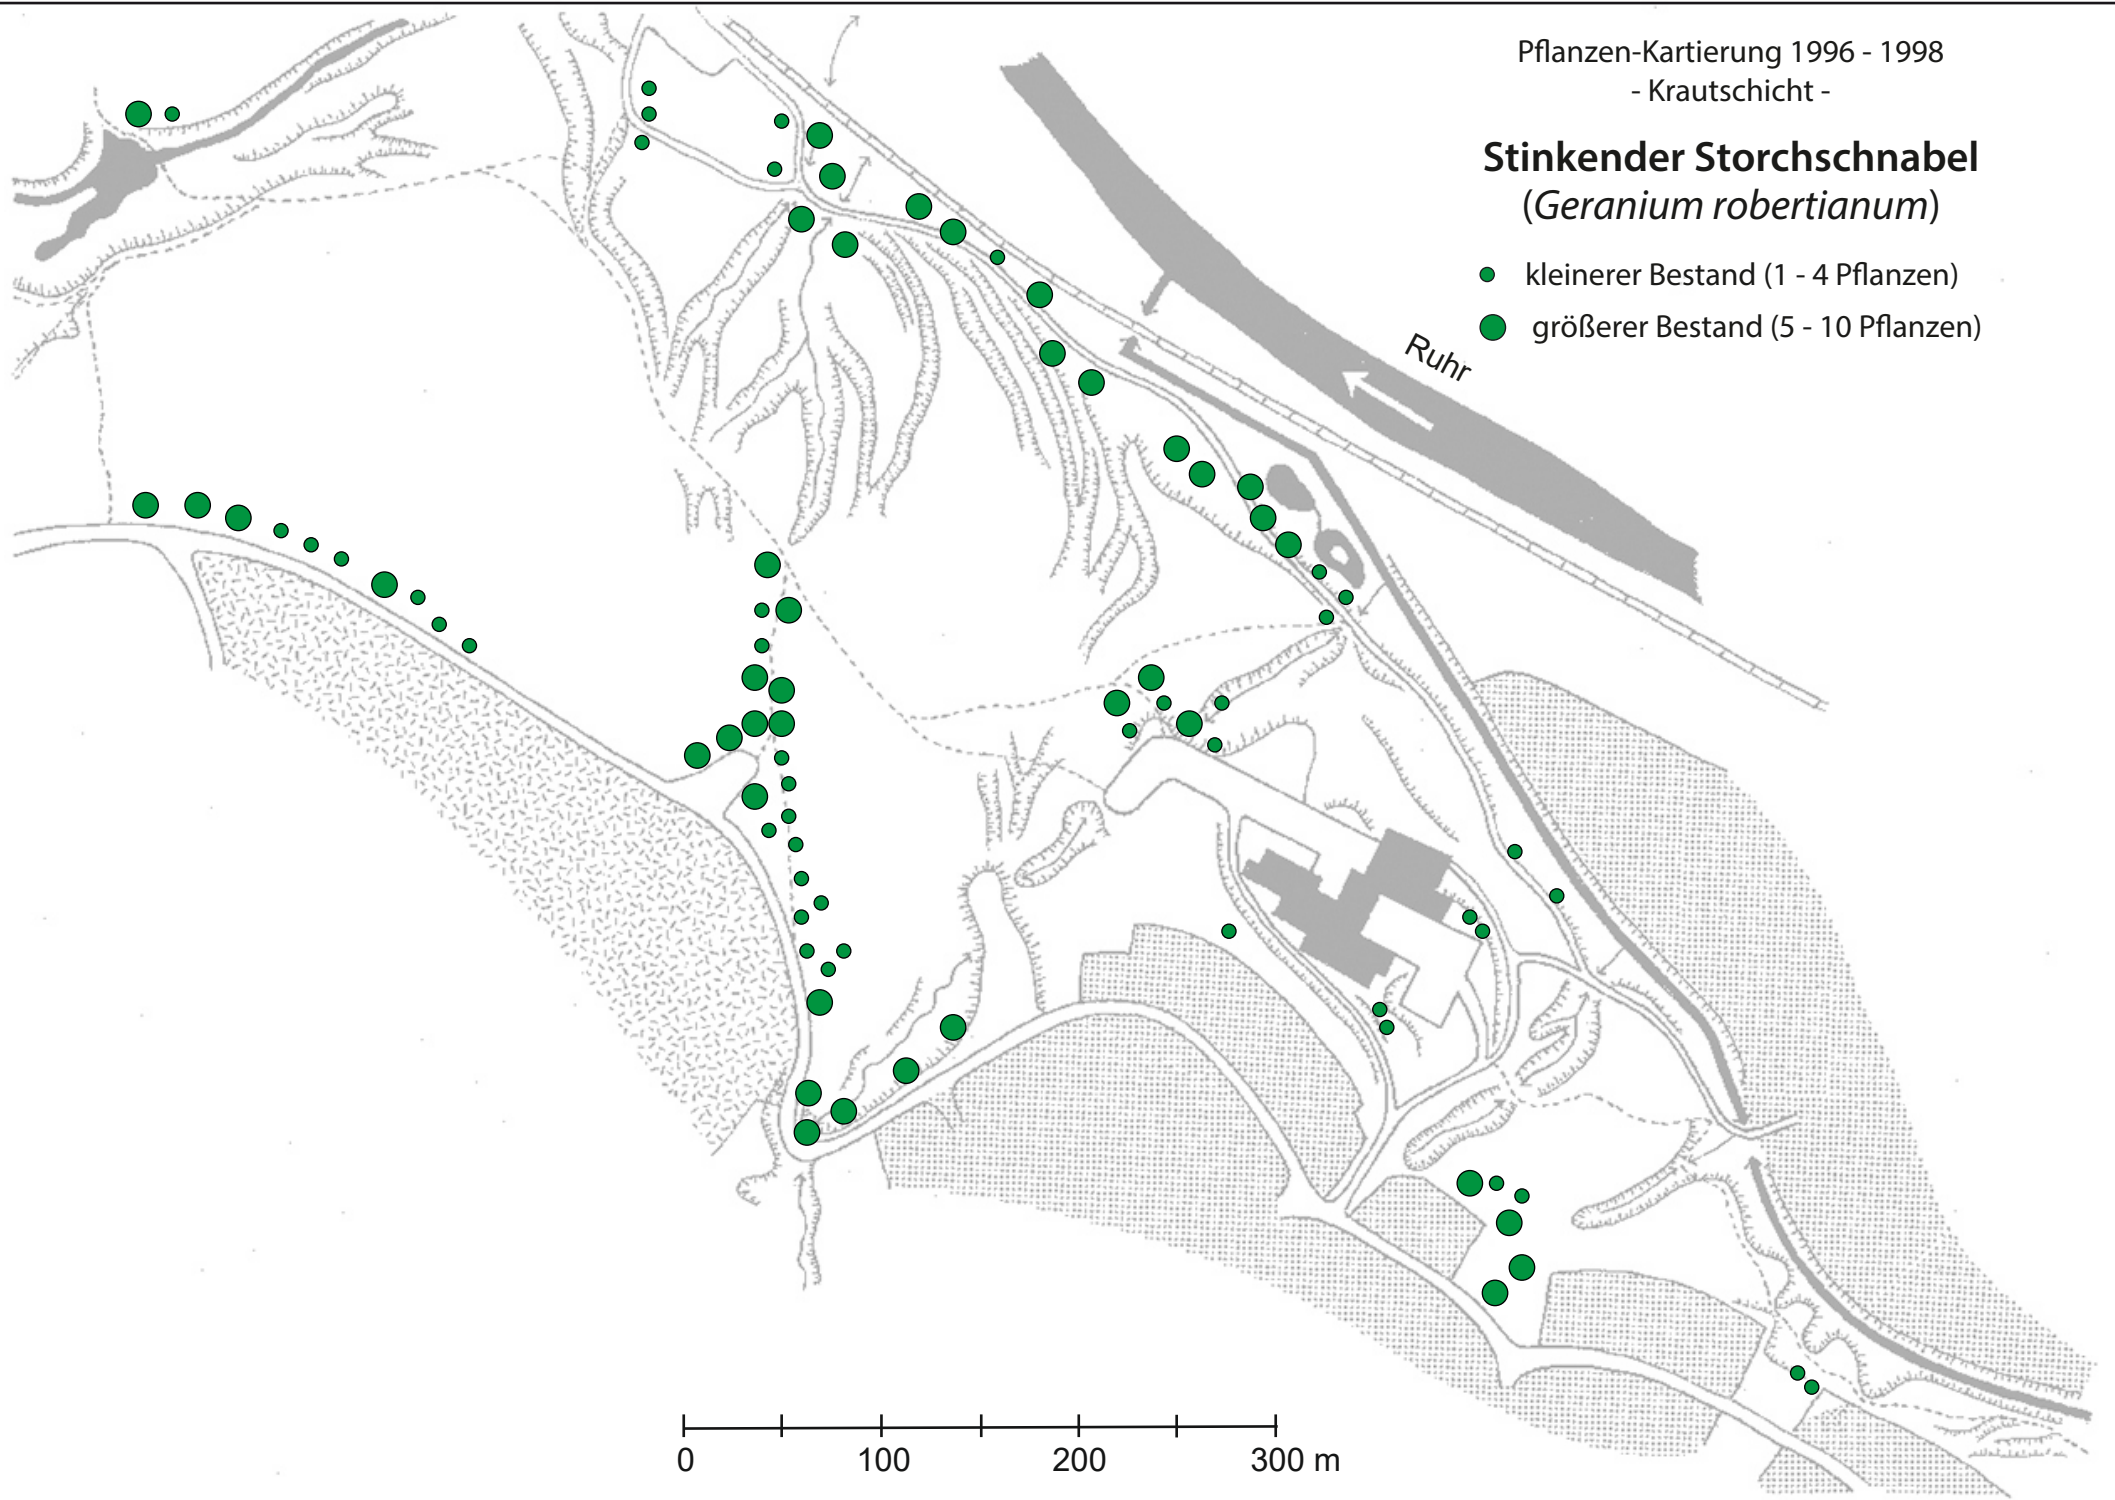 Pflanzen-Kartierung 1996 - 1998
- Krautschicht -
Stinkender Storchschnabel
(Geranium robertianum)
kleinerer Bestand (1 - 4 Pflanzen)
größerer Bestand (5 - 10 Pflanzen)
Ruhr
0 100 200 300 m